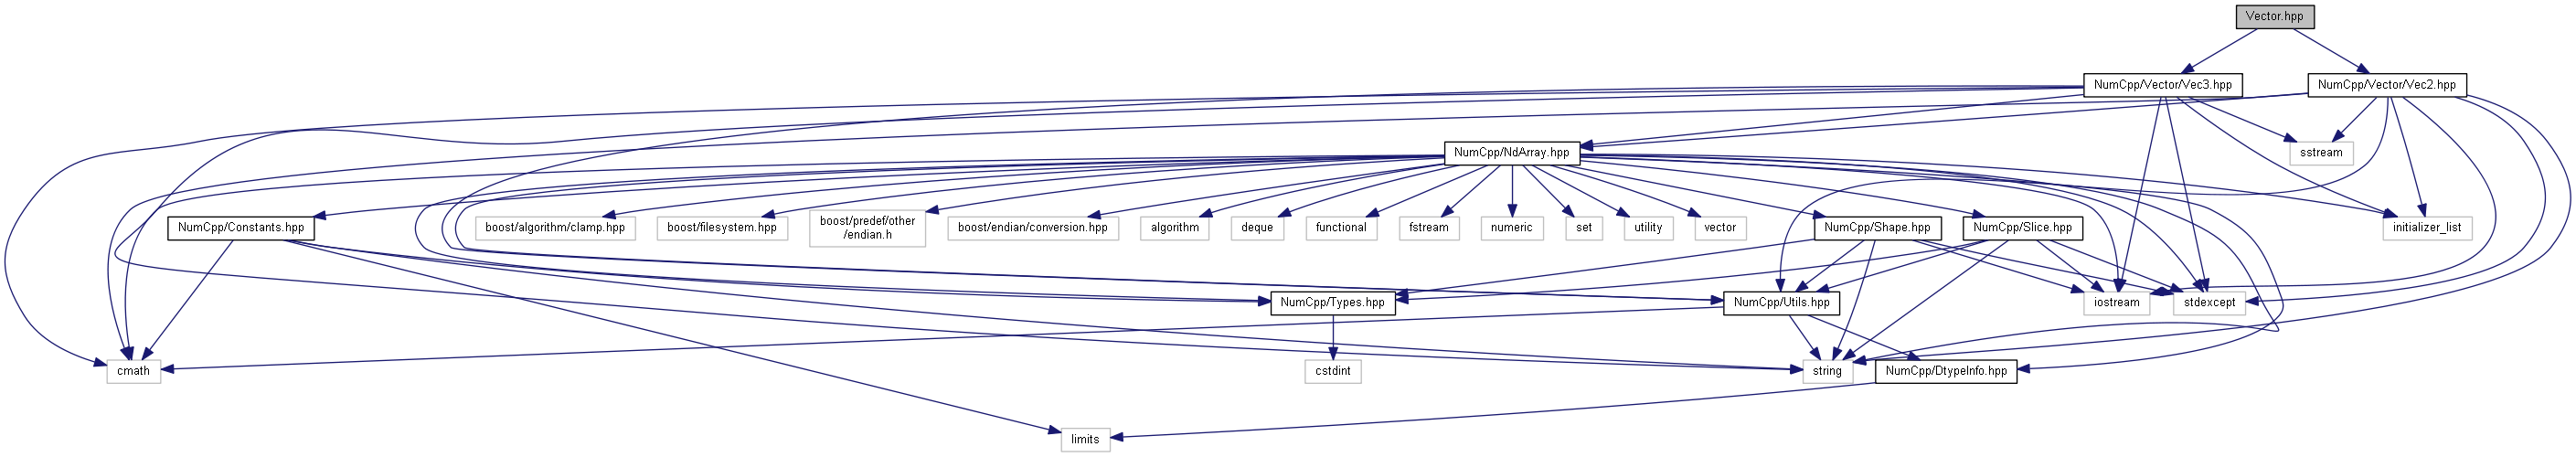 Vector.hpp
NumCpp/Vector/Vec3.hpp
NumCpp/Vector/Vec2.hpp
NumCpp/NdArray.hpp
sstream
NumCpp/Constants.hpp
boost/algorithm/clamp.hpp
boost/filesystem.hpp
boost/predef/other
/endian.h
boost/endian/conversion.hpp
algorithm
deque
functional
fstream
numeric
set
utility
vector
NumCpp/Shape.hpp
NumCpp/Slice.hpp
initializer_list
NumCpp/Types.hpp
NumCpp/Utils.hpp
iostream
stdexcept
cmath
cstdint
string
NumCpp/DtypeInfo.hpp
limits